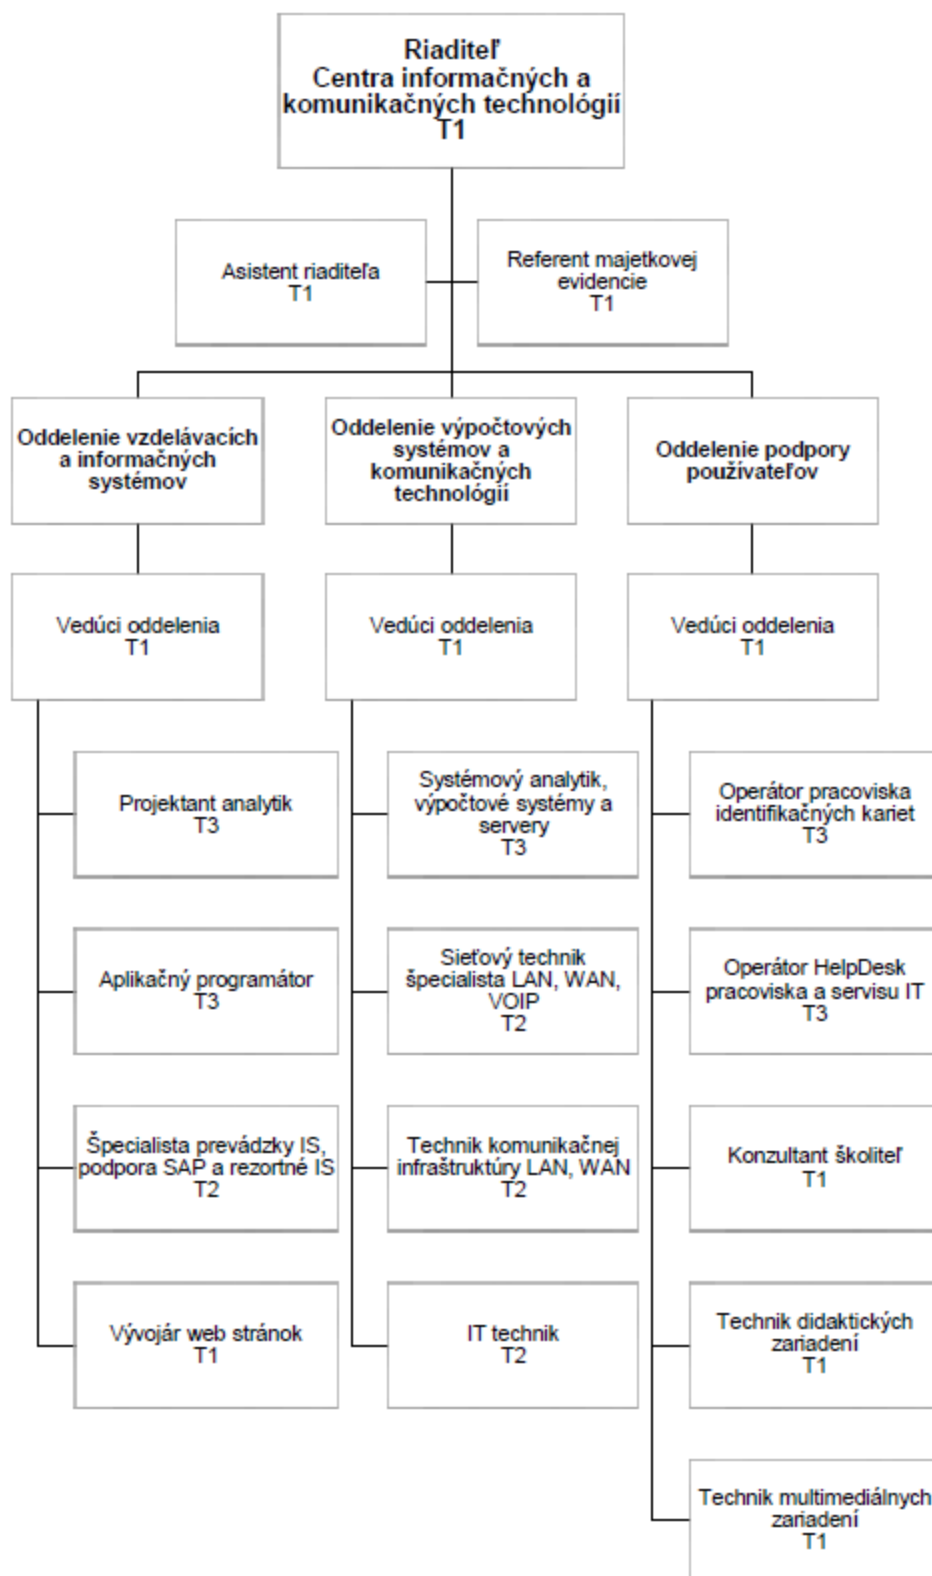 Riaditeľ
Centra informačných a
komunikačných technológií
T1
Asistent riaditeľa
T1
Referent majetkovej
evidencie
T1
Oddelenie vzdelávacích
a informačných
systémov
Oddelenie výpočtových
systémov a
komunikačných
technológií
Oddelenie podpory
používateľov
Vedúci oddelenia
T1
Vedúci oddelenia
T1
Vedúci oddelenia
T1
Projektant analytik
T3
Systémový analytik,
výpočtové systémy a
servery
T3
Operátor pracoviska
identifikačných kariet
T3
Aplikačný programátor
T3
Sieťový technik
špecialista LAN, WAN,
VOIP
T2
Operátor HelpDesk
pracoviska a servisu IT
T3
Špecialista prevádzky IS,
podpora SAP a rezortné IS
T2
Technik komunikačnej
infraštruktúry LAN, WAN
T2
Konzultant školiteľ
T1
Vývojár web stránok
T1
IT technik
T2
Technik didaktických
zariadení
T1
Technik multimediálnych
zariadení
T1